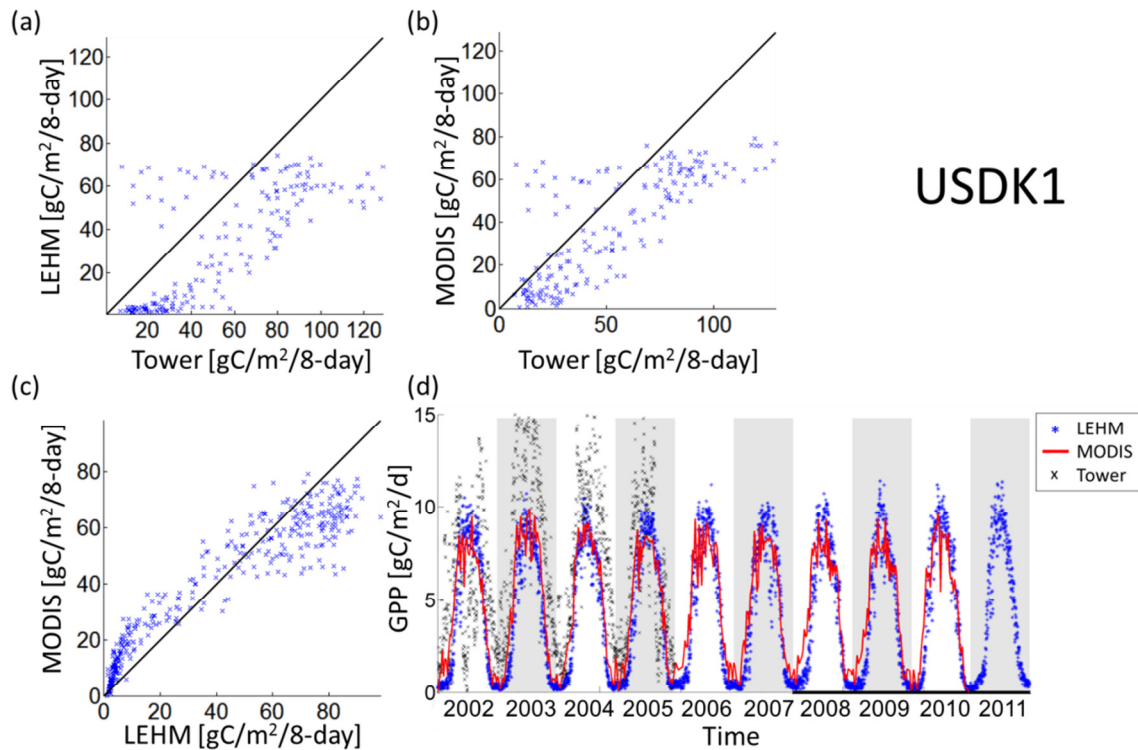 (a)
120
100
80
60
40
20
LEHM [gC/m²/8-day]
20 40 60 80 100 120
Tower [gC/m²/8-day]
(b)
120
100
80
60
40
20
0
MODIS [gC/m²/8-day]
0 50 100
Tower [gC/m²/8-day]
USDK1
(c)
80
60
40
20
0
MODIS [gC/m²/8-day]
0 20 40 60 80
LEHM [gC/m²/8-day]
(d)
15
10
5
0
GPP [gC/m²/d]
2002 2003 2004 2005 2006 2007 2008 2009 2010 2011
Time
LEHM
MODIS
Tower